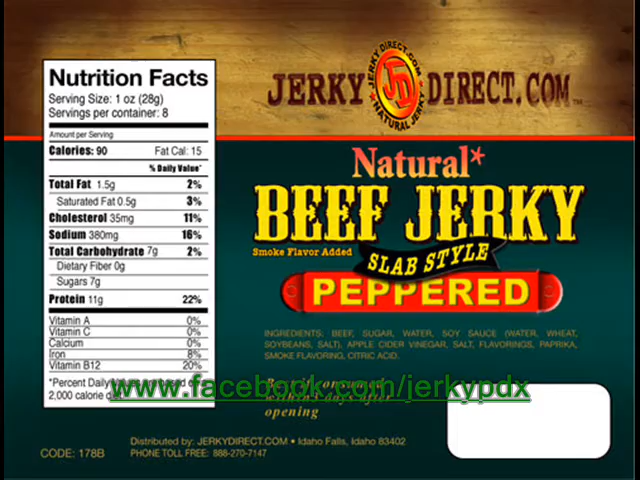 Nutrition Facts
Serving Size: 1 oz (28g)
Servings per container: 8
Amount per Serving
Calories: 90 Fat Cal: 15
% Daily Value*
Total Fat 1.5g 2%
Saturated Fat 0.5g 3%
Cholesterol 35mg 11%
Sodium 380mg 16%
Total Carbohydrate 7g 2%
Dietary Fiber 0g
Sugars 7g
Protein 11g 22%
Vitamin A 0%
Vitamin C 0%
Calcium 0%
Iron 8%
Vitamin B12 20%
*Percent Daily
2,000 calorie
JERKY DIRECT.COM
JERKY DIRECT.COM
JD
NATURAL JERKY
Natural*
BEEF JERKY
Smoke Flavor Added
SLAB STYLE
PEPPERED
INGREDIENTS: BEEF, SUGAR, WATER, SOY SAUCE (WATER, WHEAT,
SOYBEANS, SALT), APPLE CIDER VINEGAR, SALT, FLAVORINGS, PAPRIKA,
SMOKE FLAVORING, CITRIC ACID.
www.facebook.com/jerkypdx
opening
Distributed by: JERKYDIRECT.COM • Idaho Falls, Idaho 83402
CODE: 178B PHONE TOLL FREE: 888-270-7147